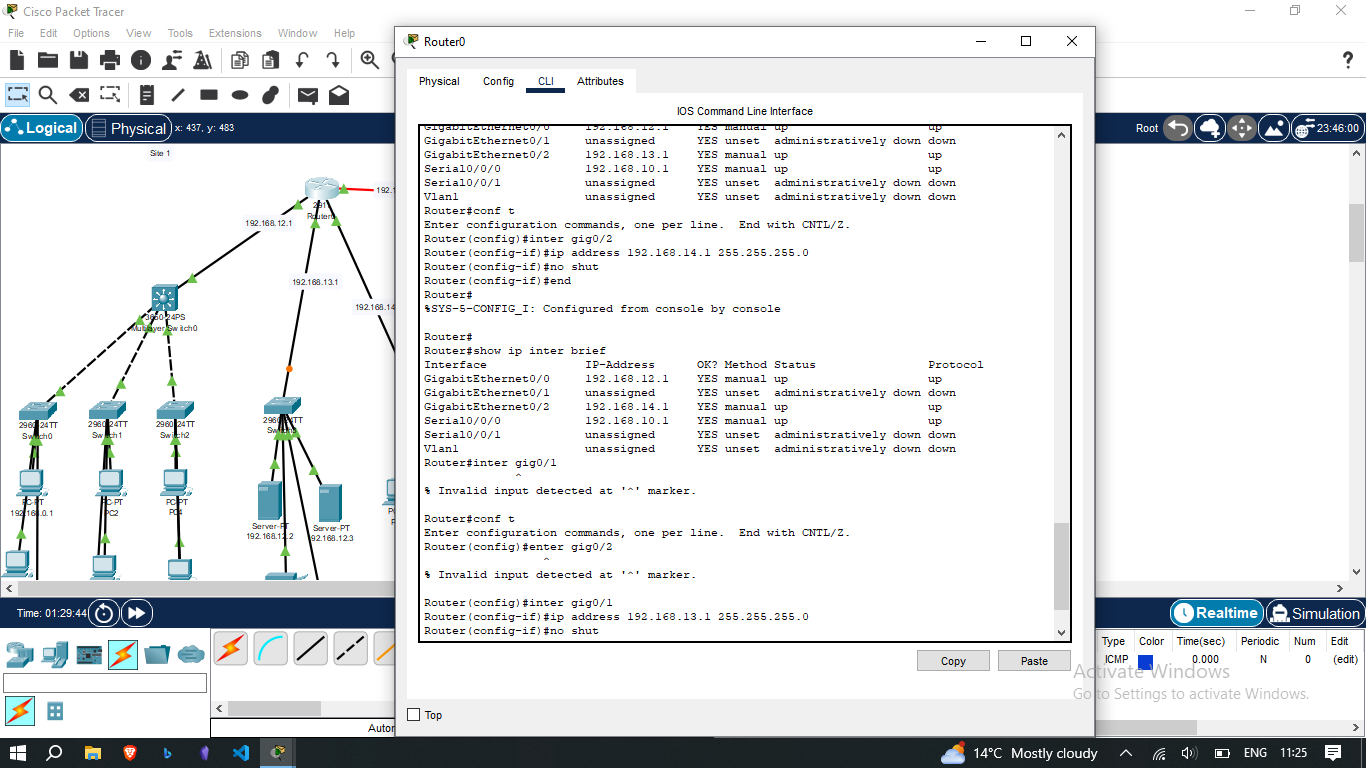 Cisco Packet Tracer
File Edit Options View Tools Extensions Window Help
Logical Physical x: 437, y: 483
Root 23:46:00
Site 1
192.1
Router0
192.168.12.1
192.168.13.1
192.168.14
Multilayer Switch0
2960-24TT
Switch0
2960-24TT
Switch1
2960-24TT
Switch2
PC-PT
192.168.0.1
PC-PT
PC2
PC-PT
Server-PT
192.168.12.2
Server-PT
192.168.12.3
Time: 01:29:44
Realtime Simulation
Router0
Physical Config CLI Attributes
IOS Command Line Interface
GigabitEthernet0/0 192.168.12.1 YES manual up up
GigabitEthernet0/1 unassigned YES unset administratively down down
GigabitEthernet0/2 192.168.13.1 YES manual up up
Serial0/0/0 192.168.10.1 YES manual up up
Serial0/0/1 unassigned YES unset administratively down down
Vlan1 unassigned YES unset administratively down down
Router#conf t
Enter configuration commands, one per line. End with CNTL/Z.
Router(config)#inter gig0/2
Router(config-if)#ip address 192.168.14.1 255.255.255.0
Router(config-if)#no shut
Router(config-if)#end
Router#
%SYS-5-CONFIG_I: Configured from console by console
Router#
Router#show ip inter brief
Interface IP-Address OK? Method Status Protocol
GigabitEthernet0/0 192.168.12.1 YES manual up up
GigabitEthernet0/1 unassigned YES unset administratively down down
GigabitEthernet0/2 192.168.14.1 YES manual up up
Serial0/0/0 192.168.10.1 YES manual up up
Serial0/0/1 unassigned YES unset administratively down down
Vlan1 unassigned YES unset administratively down down
Router#inter gig0/1
^
% Invalid input detected at '^' marker.
Router#conf t
Enter configuration commands, one per line. End with CNTL/Z.
Router(config)#enter gig0/2
^
% Invalid input detected at '^' marker.
Router(config)#inter gig0/1
Router(config-if)#ip address 192.168.13.1 255.255.255.0
Router(config-if)#no shut
Copy Paste
Top
Type Color Time(sec) Periodic Num Edit
ICMP 0.000 N 0 (edit)
Activate Windows
Go to Settings to activate Windows.
Autor
14°C Mostly cloudy ENG 11:25